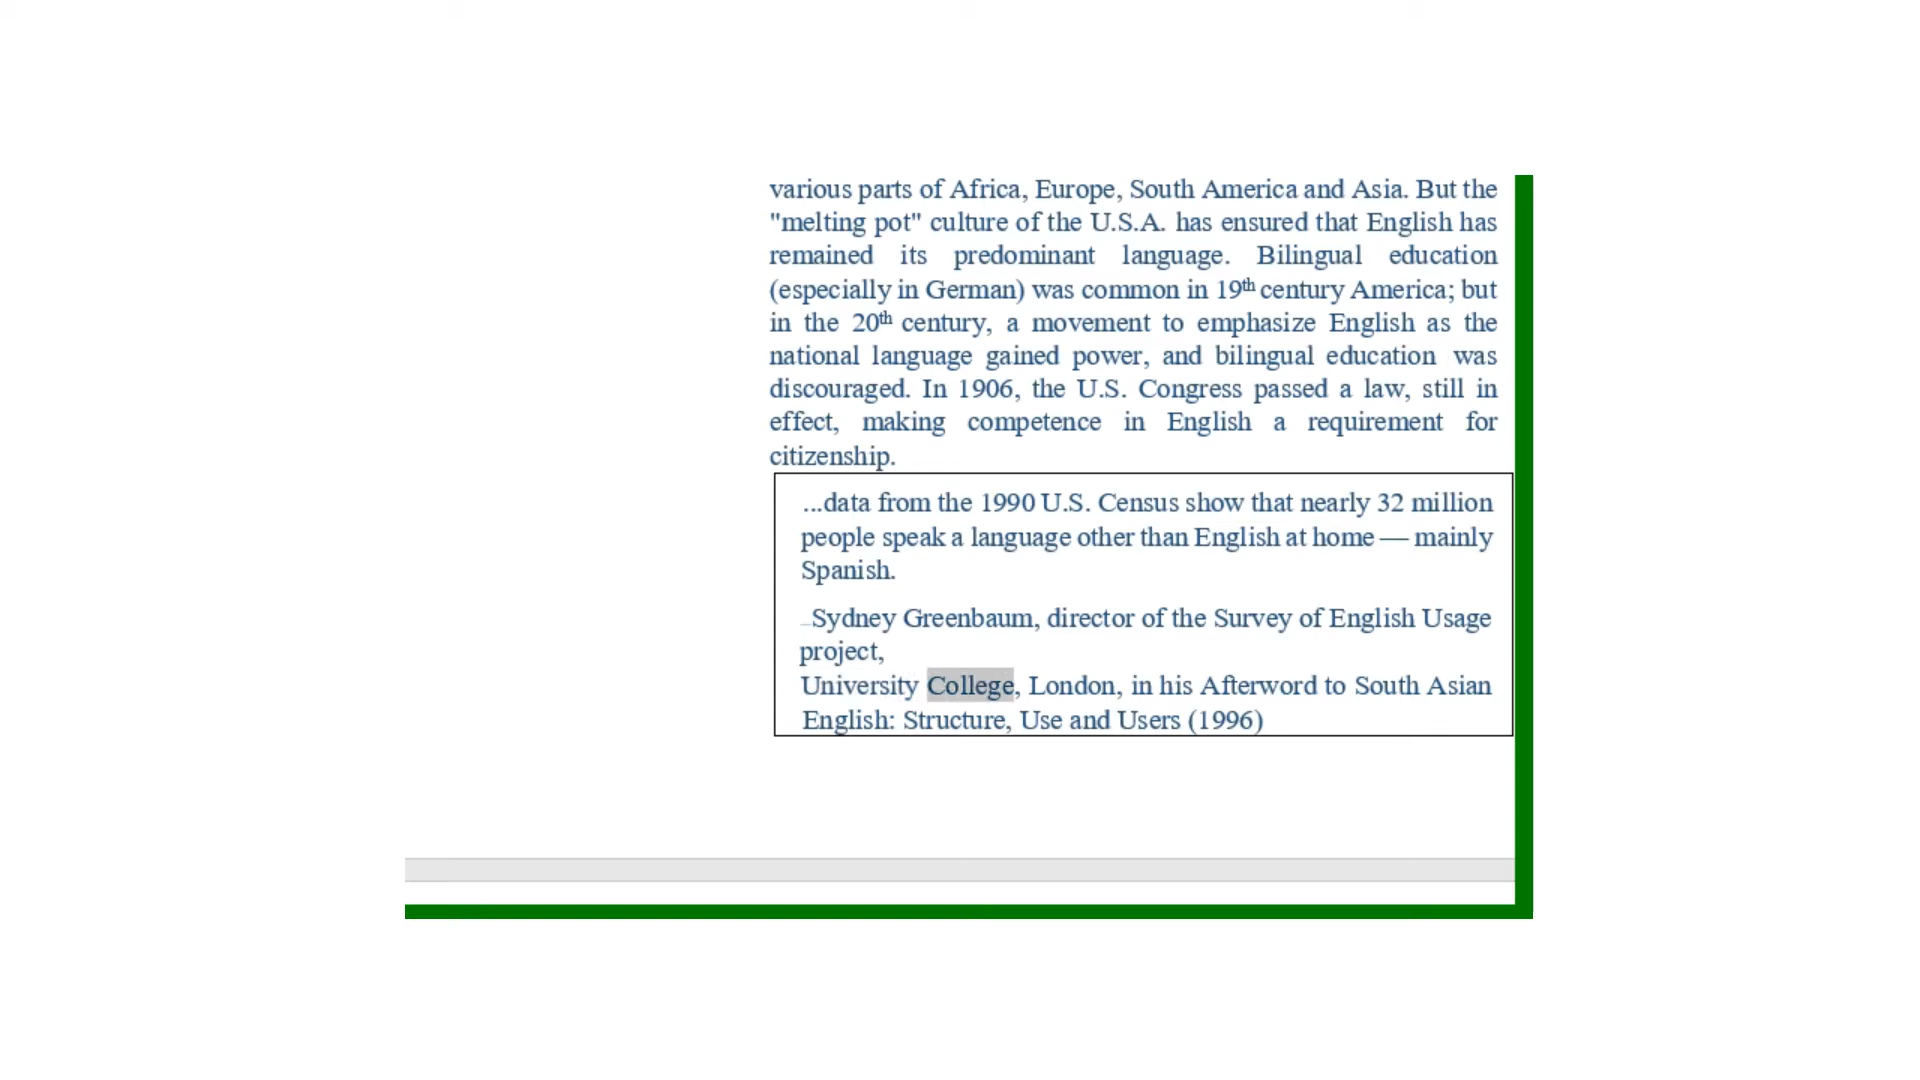 various parts of Africa, Europe, South America and Asia. But the
"melting pot" culture of the U.S.A. has ensured that English has
remained its predominant language. Bilingual education
(especially in German) was common in 19th century America; but
in the 20th century, a movement to emphasize English as the
national language gained power, and bilingual education was
discouraged. In 1906, the U.S. Congress passed a law, still in
effect, making competence in English a requirement for
citizenship.
...data from the 1990 U.S. Census show that nearly 32 million
people speak a language other than English at home — mainly
Spanish.
–Sydney Greenbaum, director of the Survey of English Usage
project,
University College, London, in his Afterword to South Asian
English: Structure, Use and Users (1996)